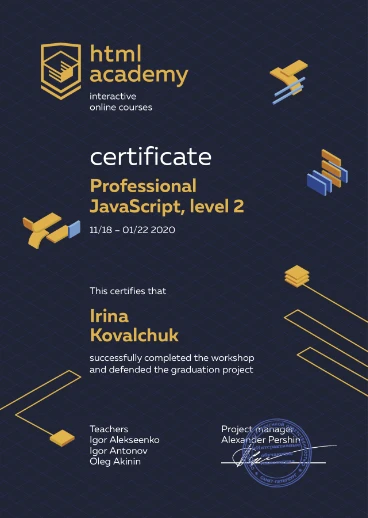 html
academy
interactive
online courses
certificate
Professional
JavaScript, level 2
11/18 – 01/22 2020
This certifies that
Irina
Kovalchuk
successfully completed the workshop
and defended the graduation project
Teachers
Igor Alekseenko
Igor Antonov
Oleg Akinin
Project manager
Alexander Pershin